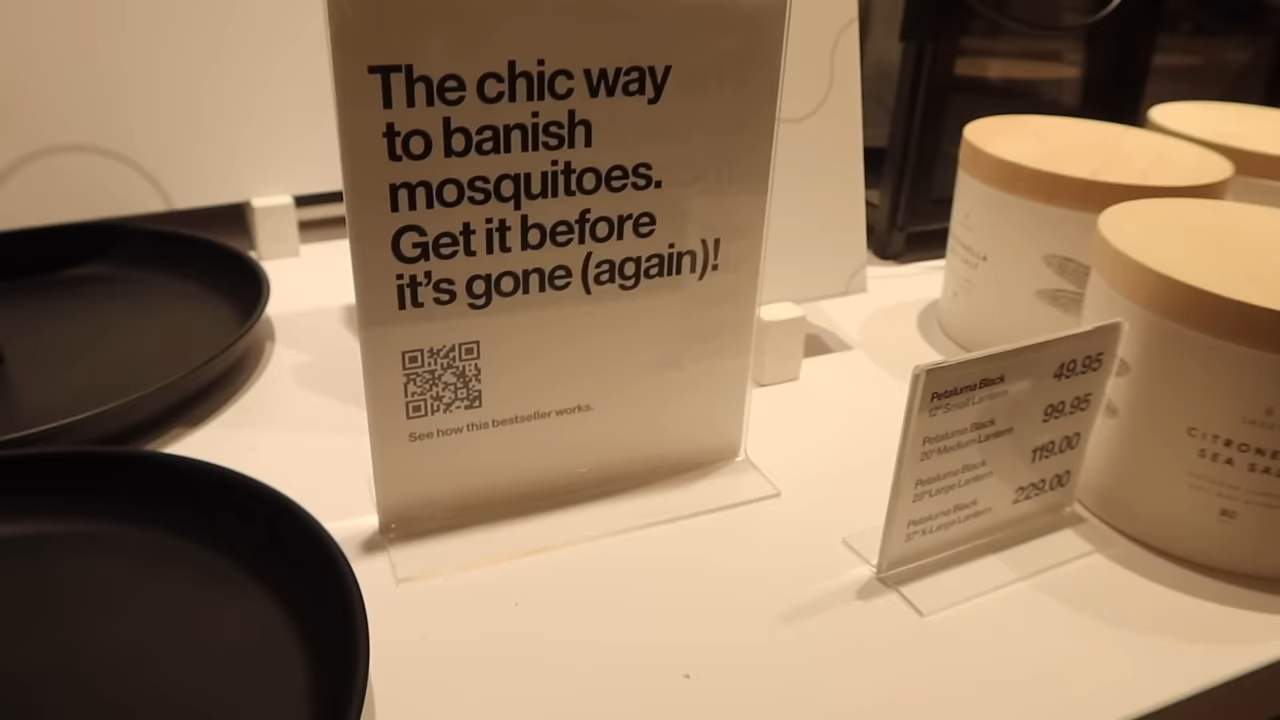 The chic way
to banish
mosquitoes.
Get it before
it's gone (again)!
See how this bestseller works.
Petaluma Black 49.95
12" Small Lantern
Petaluma Black 99.95
20" Medium Lantern
Petaluma Black 119.00
28" Large Lantern
Petaluma Black 229.00
37" X-Large Lantern
CITRONE
SEA SAL